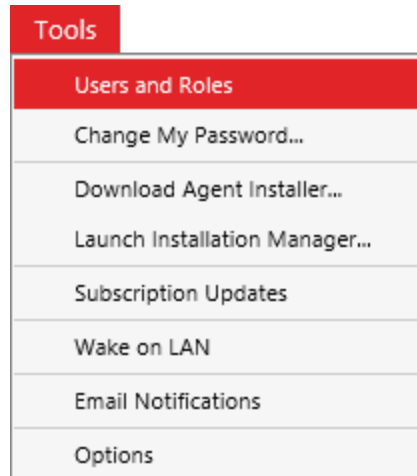 Tools
Users and Roles
Change My Password...
Download Agent Installer...
Launch Installation Manager...
Subscription Updates
Wake on LAN
Email Notifications
Options